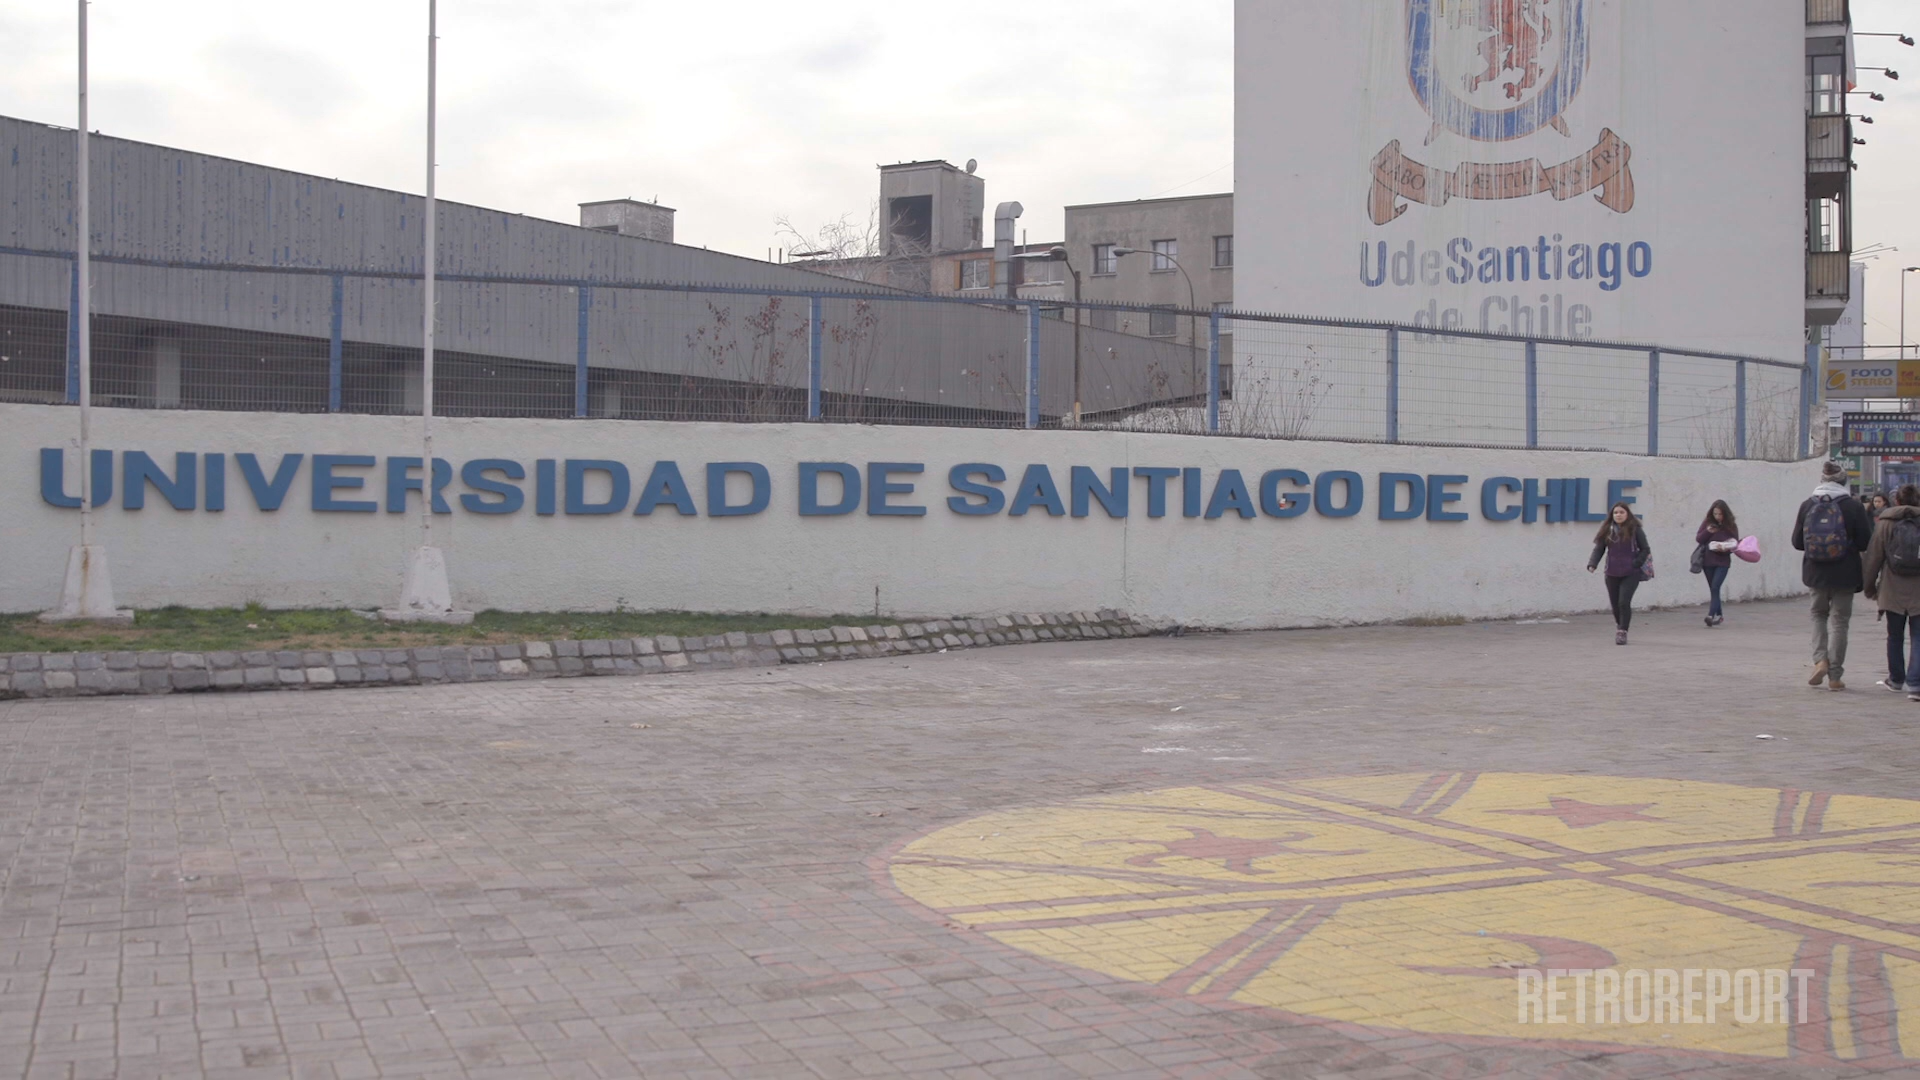 UdeSantiago
de Chile
FOTO
STEREO
UNIVERSIDAD DE SANTIAGO DE CHILE
RETROREPORT